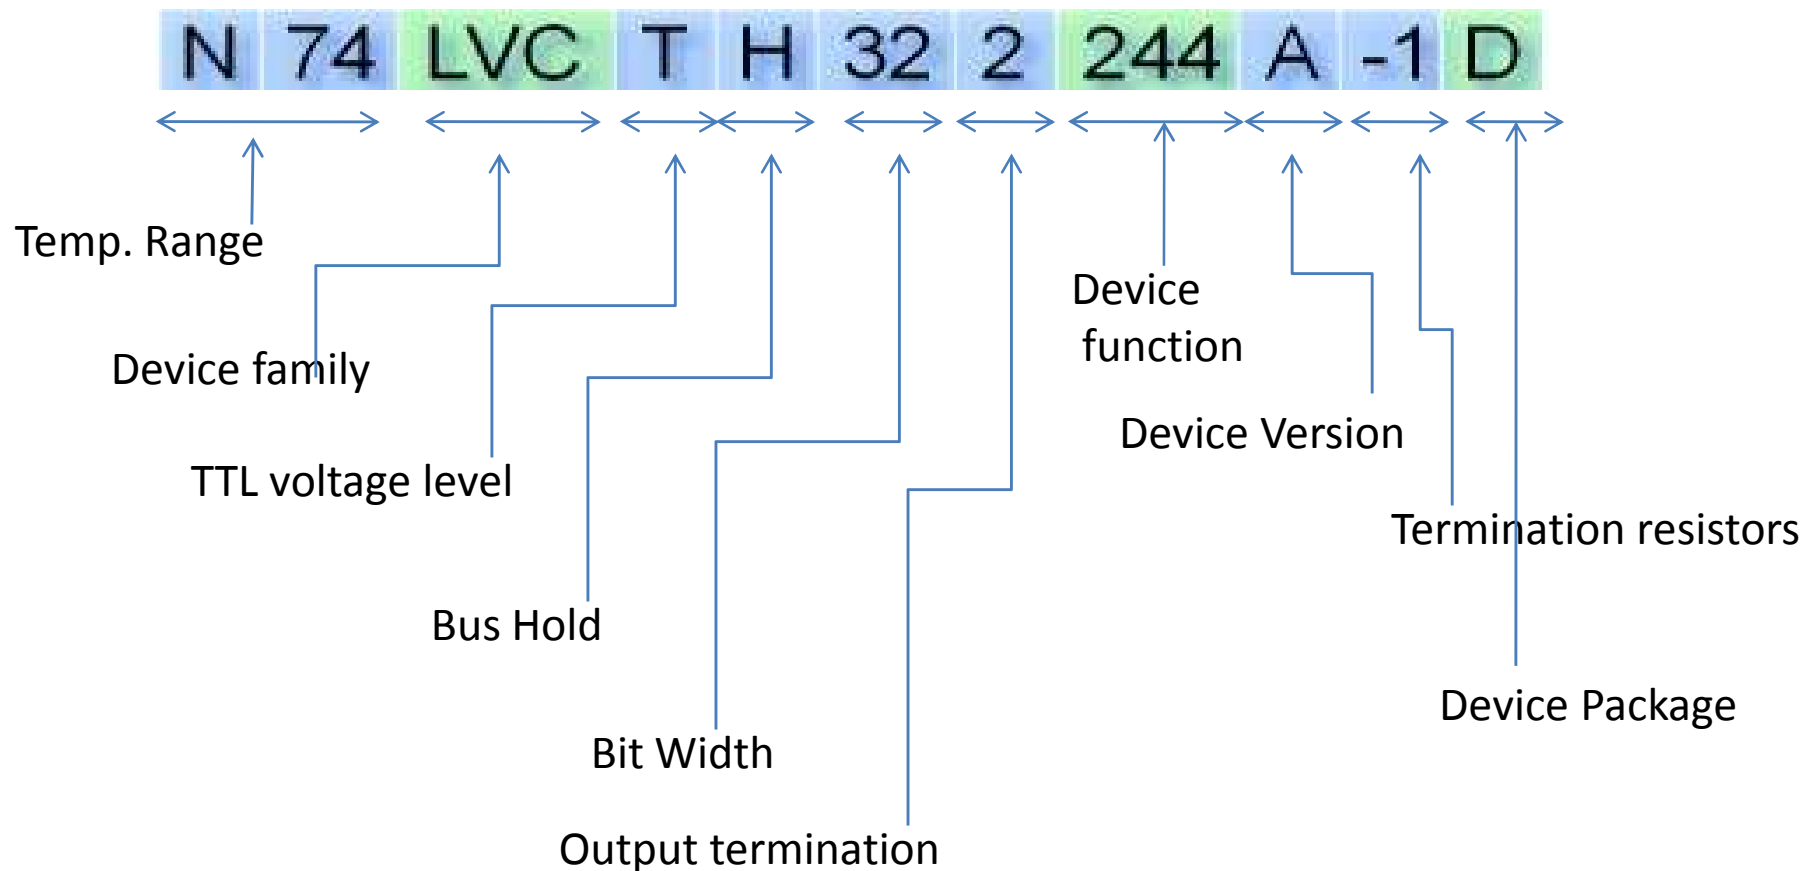 N 74 LVC T H 32 2 244 A -1 D
Temp. Range
Device
function
Device family
Device Version
TTL voltage level
Termination resistors
Bus Hold
Device Package
Bit Width
Output termination